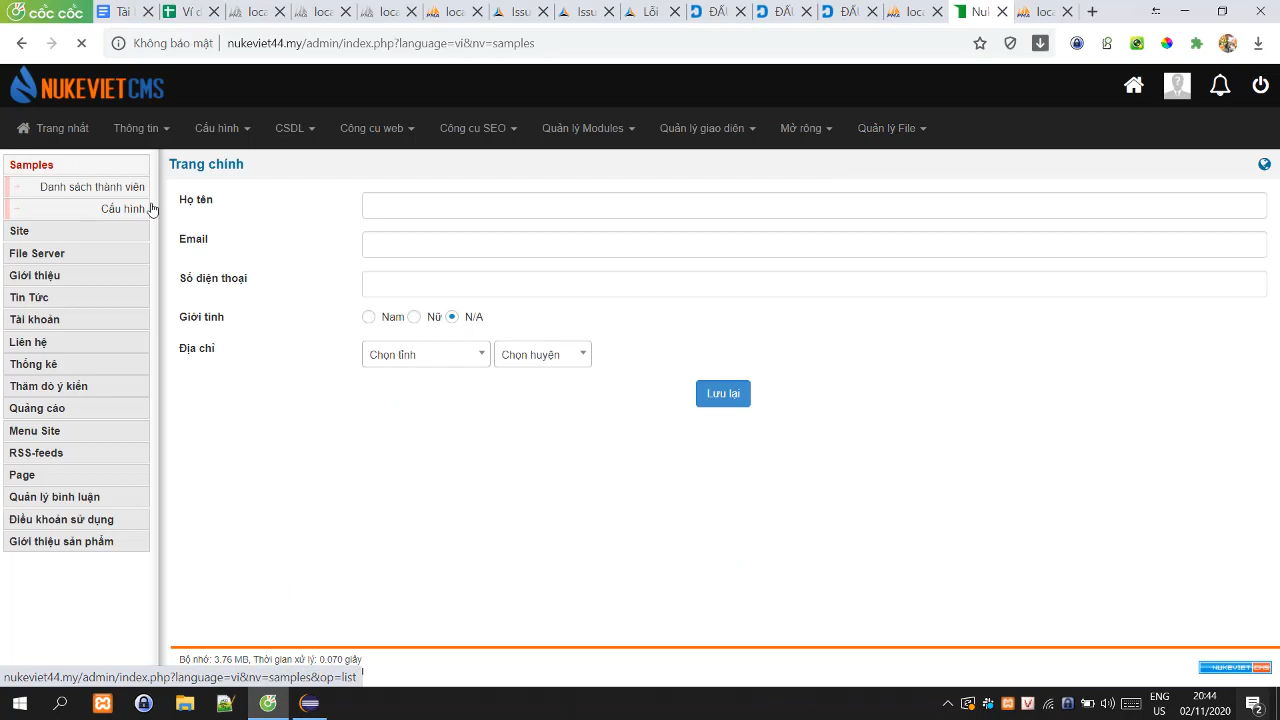 cốc cốc Tài l Ví d loca loca loca loca Issu Issu Lỗi ĐẤ ĐẤ ĐẤ loca Nuk loca
Không bảo mật nukeviet44.my/admin/index.php?language=vi&nv=samples
NUKEVIETCMS
Trang nhất Thông tin Cấu hình CSDL Công cụ web Công cụ SEO Quản lý Modules Quản lý giao diện Mở rộng Quản lý File
Samples
Danh sách thành viên
Cấu hình
Site
File Server
Giới thiệu
Tin Tức
Tài khoản
Liên hệ
Thống kê
Thăm dò ý kiến
Quảng cáo
Menu Site
RSS-feeds
Page
Quản lý bình luận
Điều khoản sử dụng
Giới thiệu sản phẩm
Trang chính
Họ tên
Email
Số điện thoại
Giới tính Nam Nữ N/A
Địa chỉ Chọn tỉnh Chọn huyện
Lưu lại
Bộ nhớ: 3.76 MB, Thời gian xử lý: 0.070 giây
NUKEVIET CMS
nukeviet44.my/admin/index.php?language=vi&nv=samples&op=list
ENG
US
20:44
02/11/2020
2